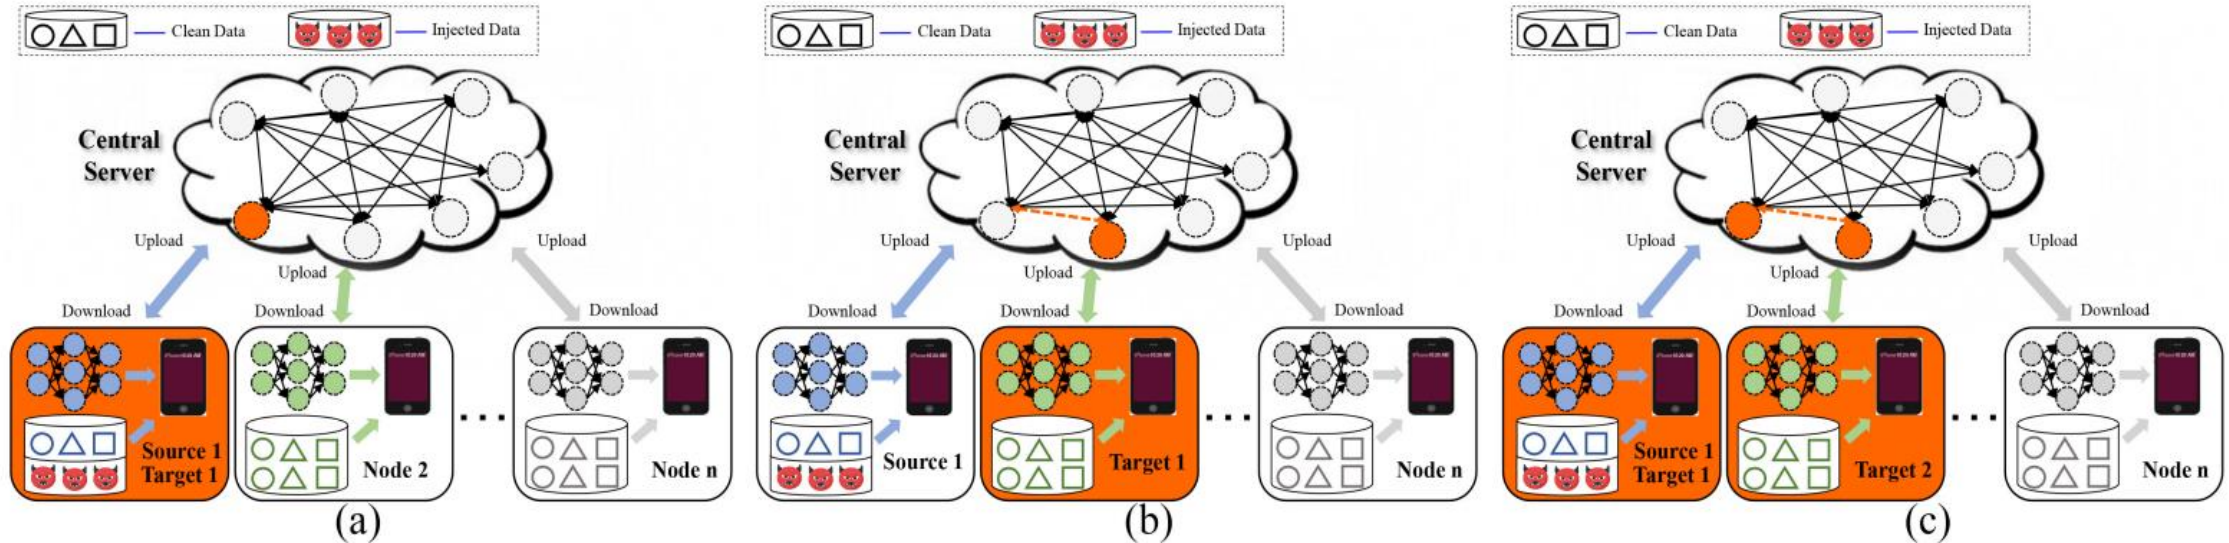 Clean Data
Injected Data
Central
Server
Upload
Upload
Upload
Download
Download
Download
Source 1
Target 1
Node 2
Node n
(a)
Clean Data
Injected Data
Central
Server
Upload
Upload
Upload
Download
Download
Download
Source 1
Target 1
Node n
(b)
Clean Data
Injected Data
Central
Server
Upload
Upload
Upload
Download
Download
Download
Source 1
Target 1
Target 2
Node n
(c)